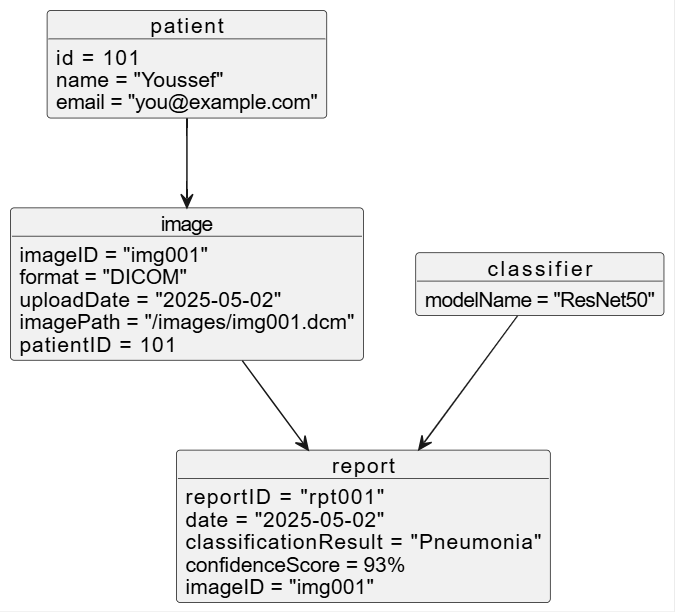 patient
id = 101
name = "Youssef"
email = "you@example.com"
image
imageID = "img001"
format = "DICOM"
uploadDate = "2025-05-02"
imagePath = "/images/img001.dcm"
patientID = 101
classifier
modelName = "ResNet50"
report
reportID = "rpt001"
date = "2025-05-02"
classificationResult = "Pneumonia"
confidenceScore = 93%
imageID = "img001"